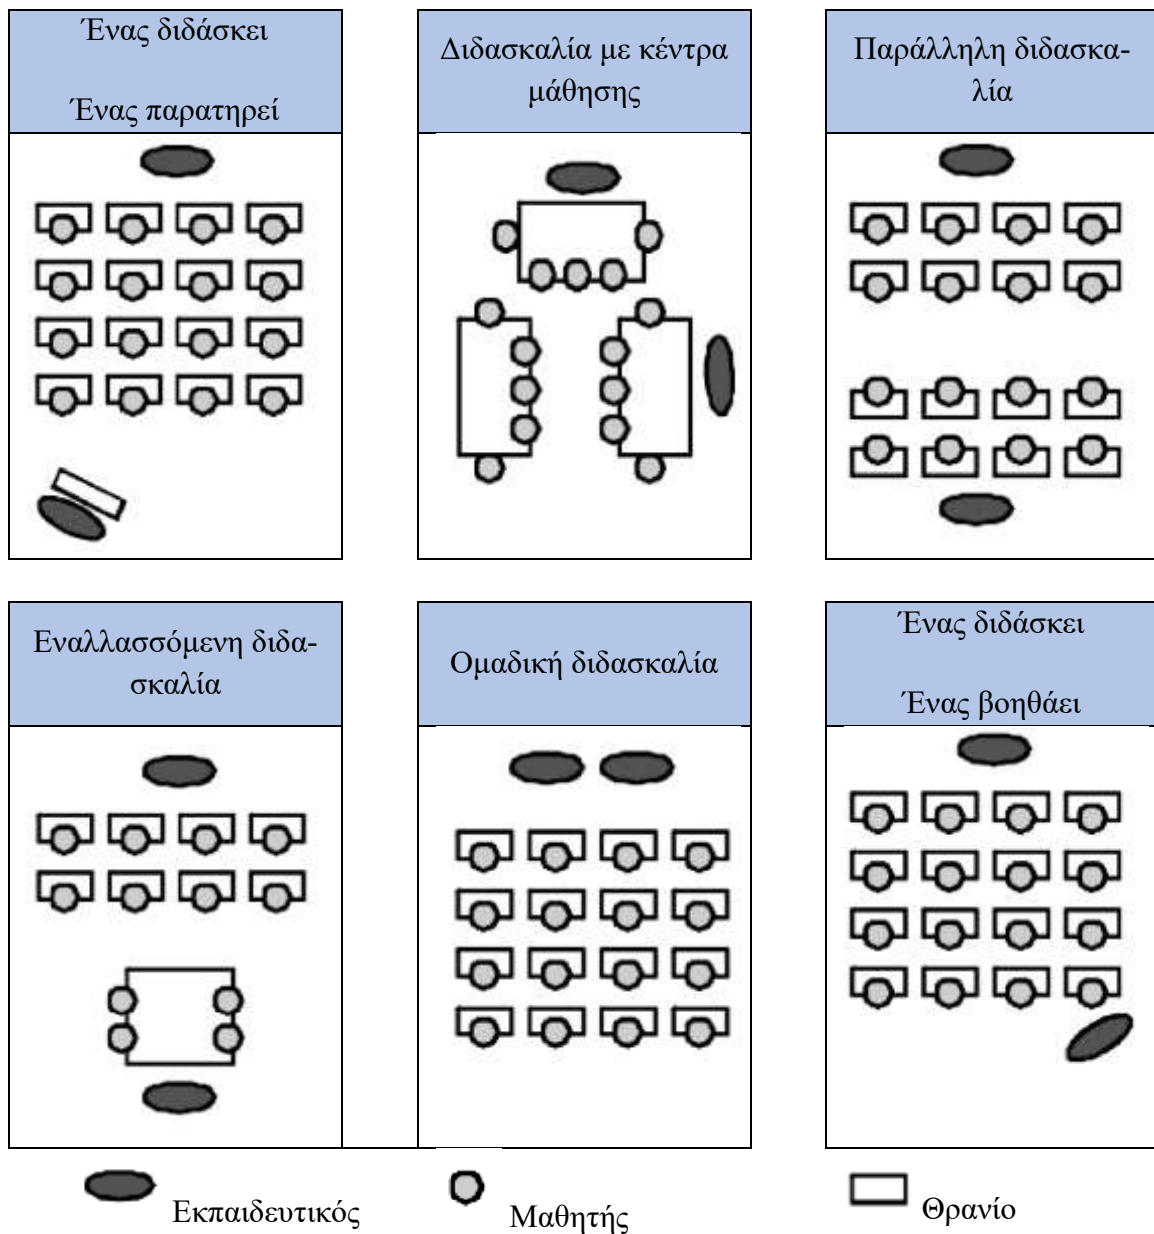 Ένας διδάσκει
Ένας παρατηρεί
Διδασκαλία με κέντρα
μάθησης
Παράλληλη διδασκα-
λία
Εναλλασσόμενη διδα-
σκαλία
Ομαδική διδασκαλία
Ένας διδάσκει
Ένας βοηθάει
Εκπαιδευτικός
Μαθητής
Θρανίο